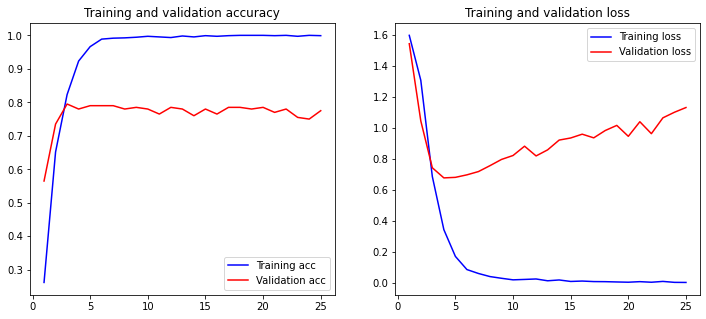 Training and validation accuracy
1.0
0.9
0.8
0.7
0.6
0.5
0.4
0.3
Training acc
Validation acc
0 5 10 15 20 25
Training and validation loss
1.6
1.4
1.2
1.0
0.8
0.6
0.4
0.2
0.0
Training loss
Validation loss
0 5 10 15 20 25